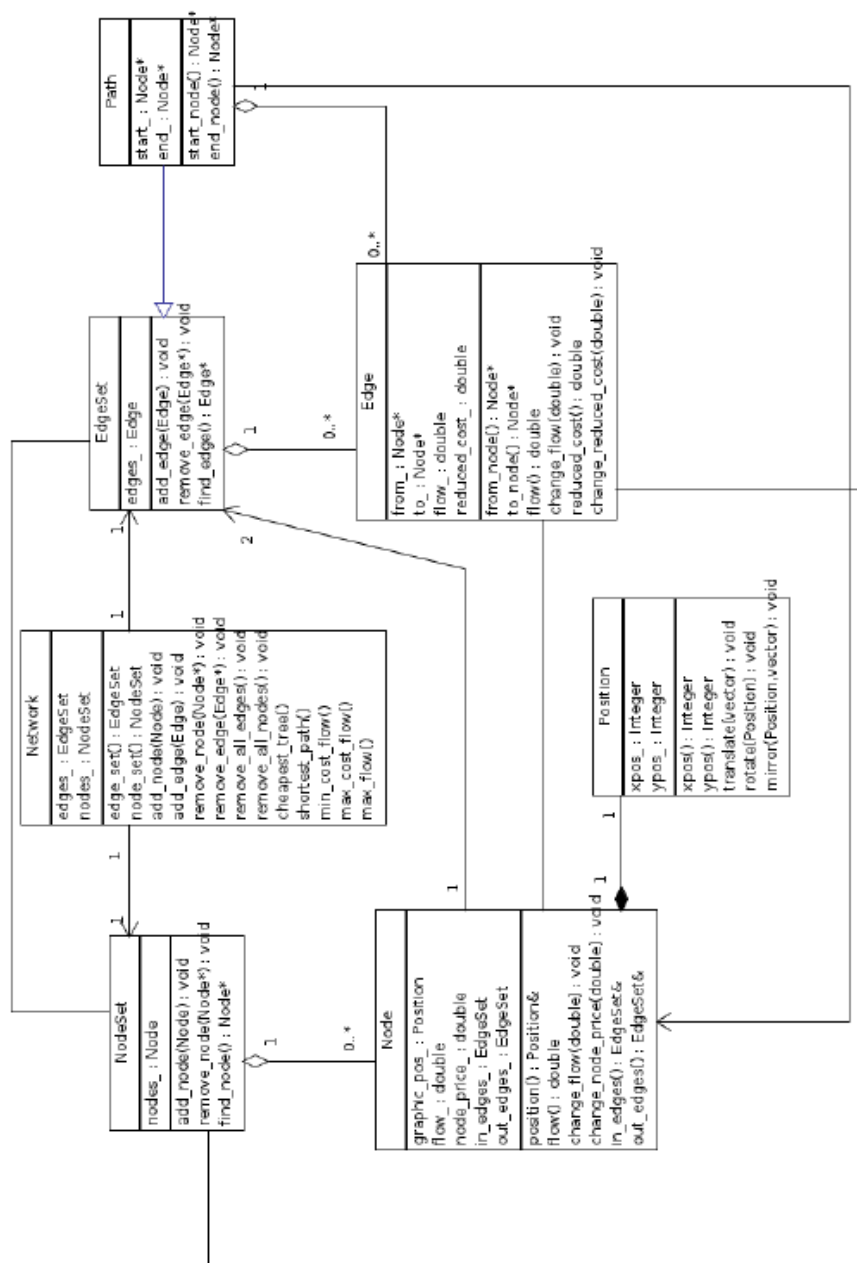 Path
start_ : Node*
end_ : Node*
start_node() : Node*
end_node() : Node*
1
0..*
EdgeSet
edges_ : Edge
add_edge(Edge) : void
remove_edge(Edge*) : void
find_edge() : Edge*
1
0..*
Edge
from_ : Node*
to_ : Node*
flow_ : double
reduced_cost_ : double
from_node() : Node*
to_node() : Node*
flow() : double
change_flow(double) : void
reduced_cost() : double
change_reduced_cost(double) : void
1
1
2
Network
edges_ : EdgeSet
nodes_ : NodeSet
edge_set() : EdgeSet
node_set() : NodeSet
add_node(Node) : void
add_edge(Edge) : void
remove_node(Node*) : void
remove_edge(Edge*) : void
remove_all_edges() : void
remove_all_nodes() : void
cheapest_tree()
shortest_path()
min_cost_flow()
max_cost_flow()
max_flow()
Position
xpos_ : Integer
ypos_ : Integer
xpos() : Integer
ypos() : Integer
translate(vector) : void
rotate(Position) : void
mirror(Position,vector) : void
1
1
1
1
1
NodeSet
nodes_ : Node
add_node(Node) : void
remove_node(Node*) : void
find_node() : Node*
1
0..*
Node
graphic_pos_ : Position
flow_ : double
node_price_ : double
in_edges_ : EdgeSet
out_edges_ : EdgeSet
position() : Position&
flow() : double
change_flow(double) : void
change_node_price(double) : void
in_edges() : EdgeSet&
out_edges() : EdgeSet&